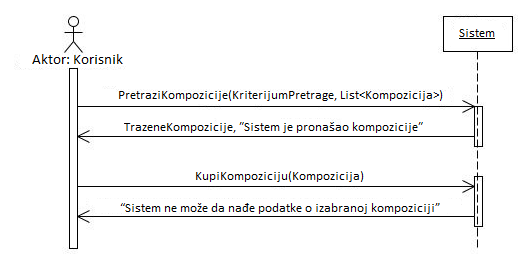 Sistem
Aktor: Korisnik
PretraziKompozicije(KriterijumPretrage, List<Kompozicija>)
TrazeneKompozicije, "Sistem je pronašao kompozicije"
KupiKompoziciju(Kompozicija)
"Sistem ne može da nađe podatke o izabranoj kompoziciji"